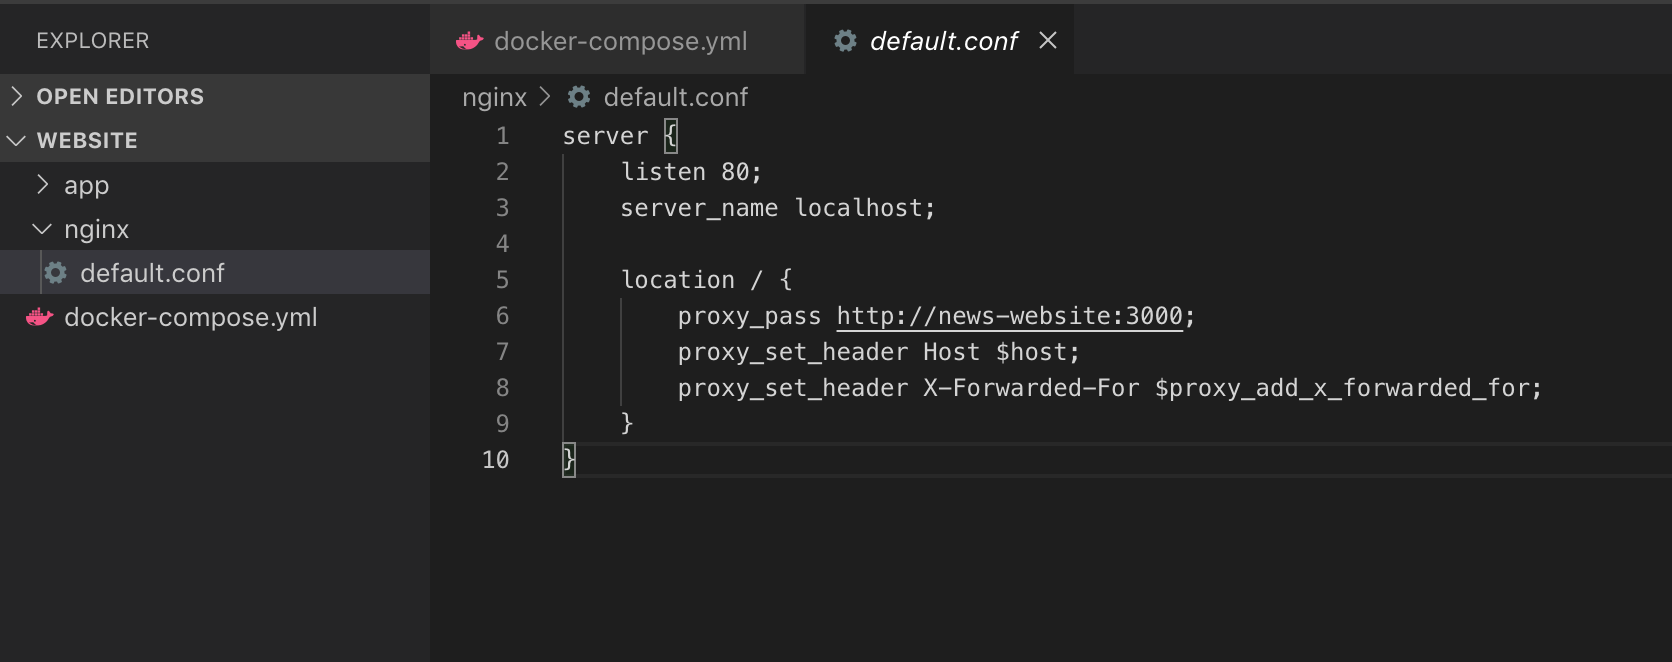 EXPLORER
OPEN EDITORS
WEBSITE
app
nginx
default.conf
docker-compose.yml
docker-compose.yml
default.conf
nginx > default.conf
1 server {
2 listen 80;
3 server_name localhost;
4
5 location / {
6 proxy_pass http://news-website:3000;
7 proxy_set_header Host $host;
8 proxy_set_header X-Forwarded-For $proxy_add_x_forwarded_for;
9 }
10 }